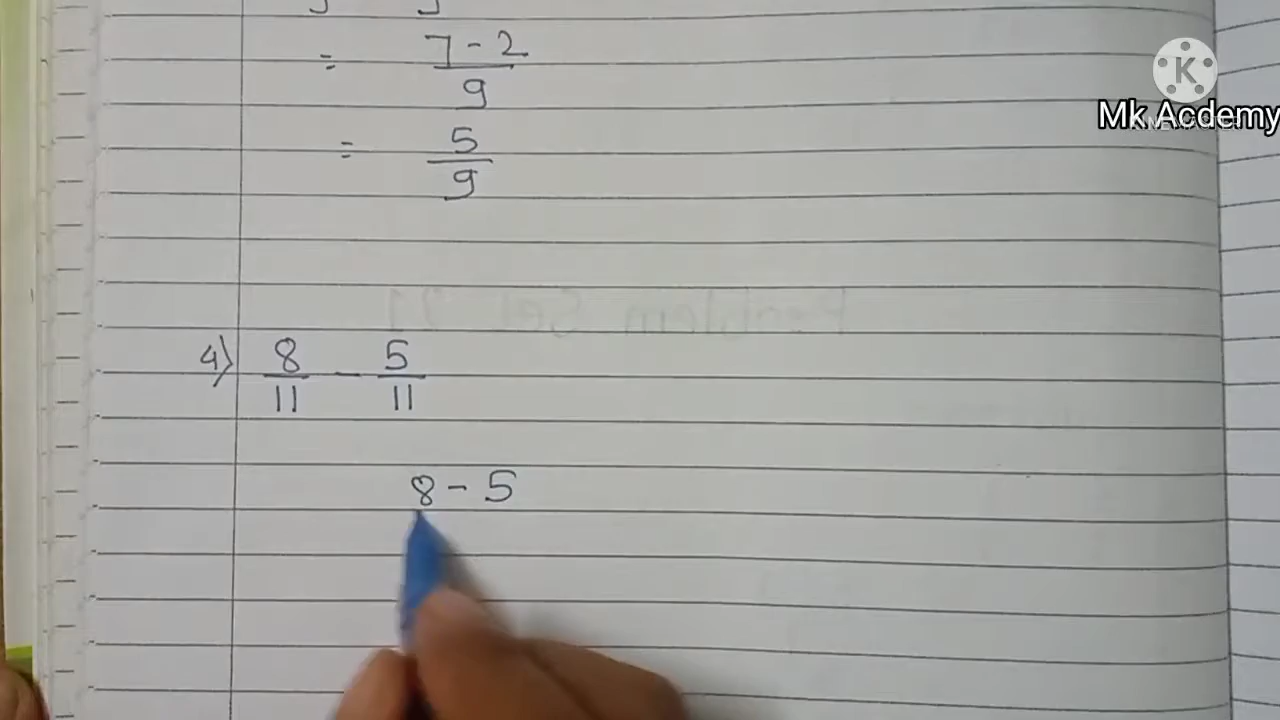 = 7 - 2
9
= 5
9
K
Mk Acdemy
4) 8/11 - 5/11
8 - 5